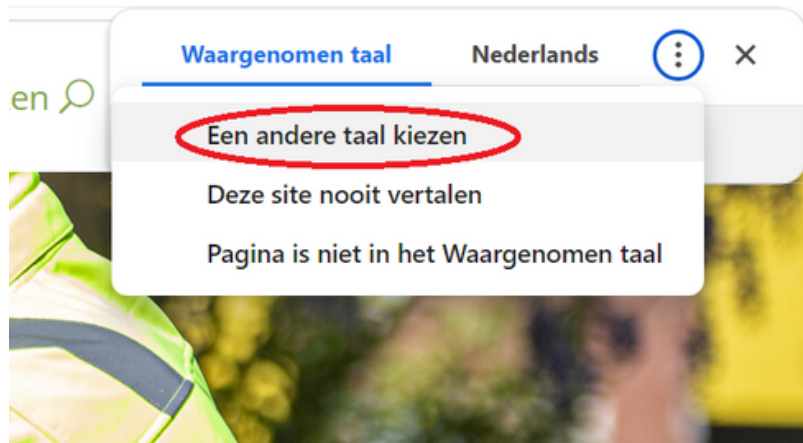 Waargenomen taal Nederlands
en
Een andere taal kiezen
Deze site nooit vertalen
Pagina is niet in het Waargenomen taal